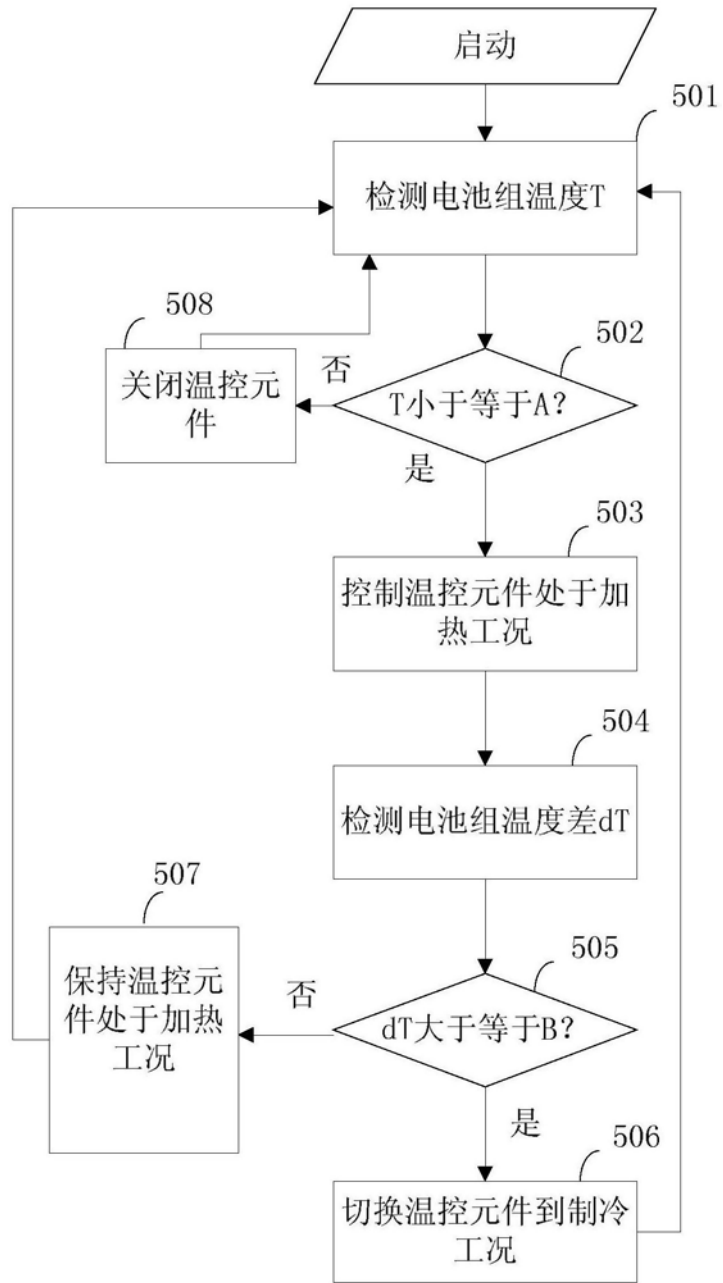 启动
501
检测电池组温度T
508
502
关闭温控元
件
否
T小于等于A?
是
503
控制温控元件处于加
热工况
504
检测电池组温度差dT
507
505
保持温控元
件处于加热
工况
否
dT大于等于B?
是
506
切换温控元件到制冷
工况